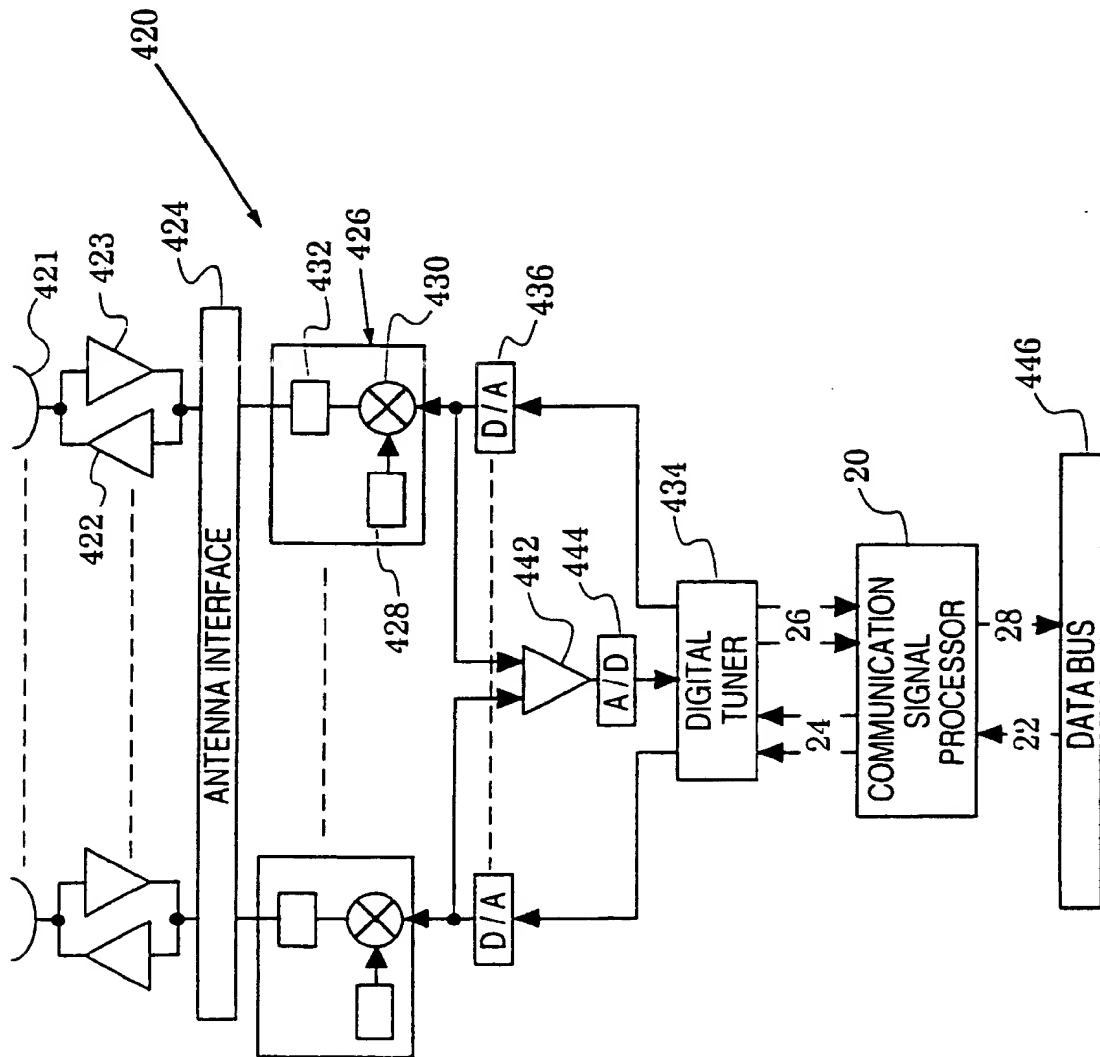 420
421
423
422
424
ANTENNA INTERFACE
432
426
430
428
436
D/A
D/A
442
444
A/D
434
DIGITAL
TUNER
26
24
20
COMMUNICATION
SIGNAL
PROCESSOR
28
22
446
DATA BUS